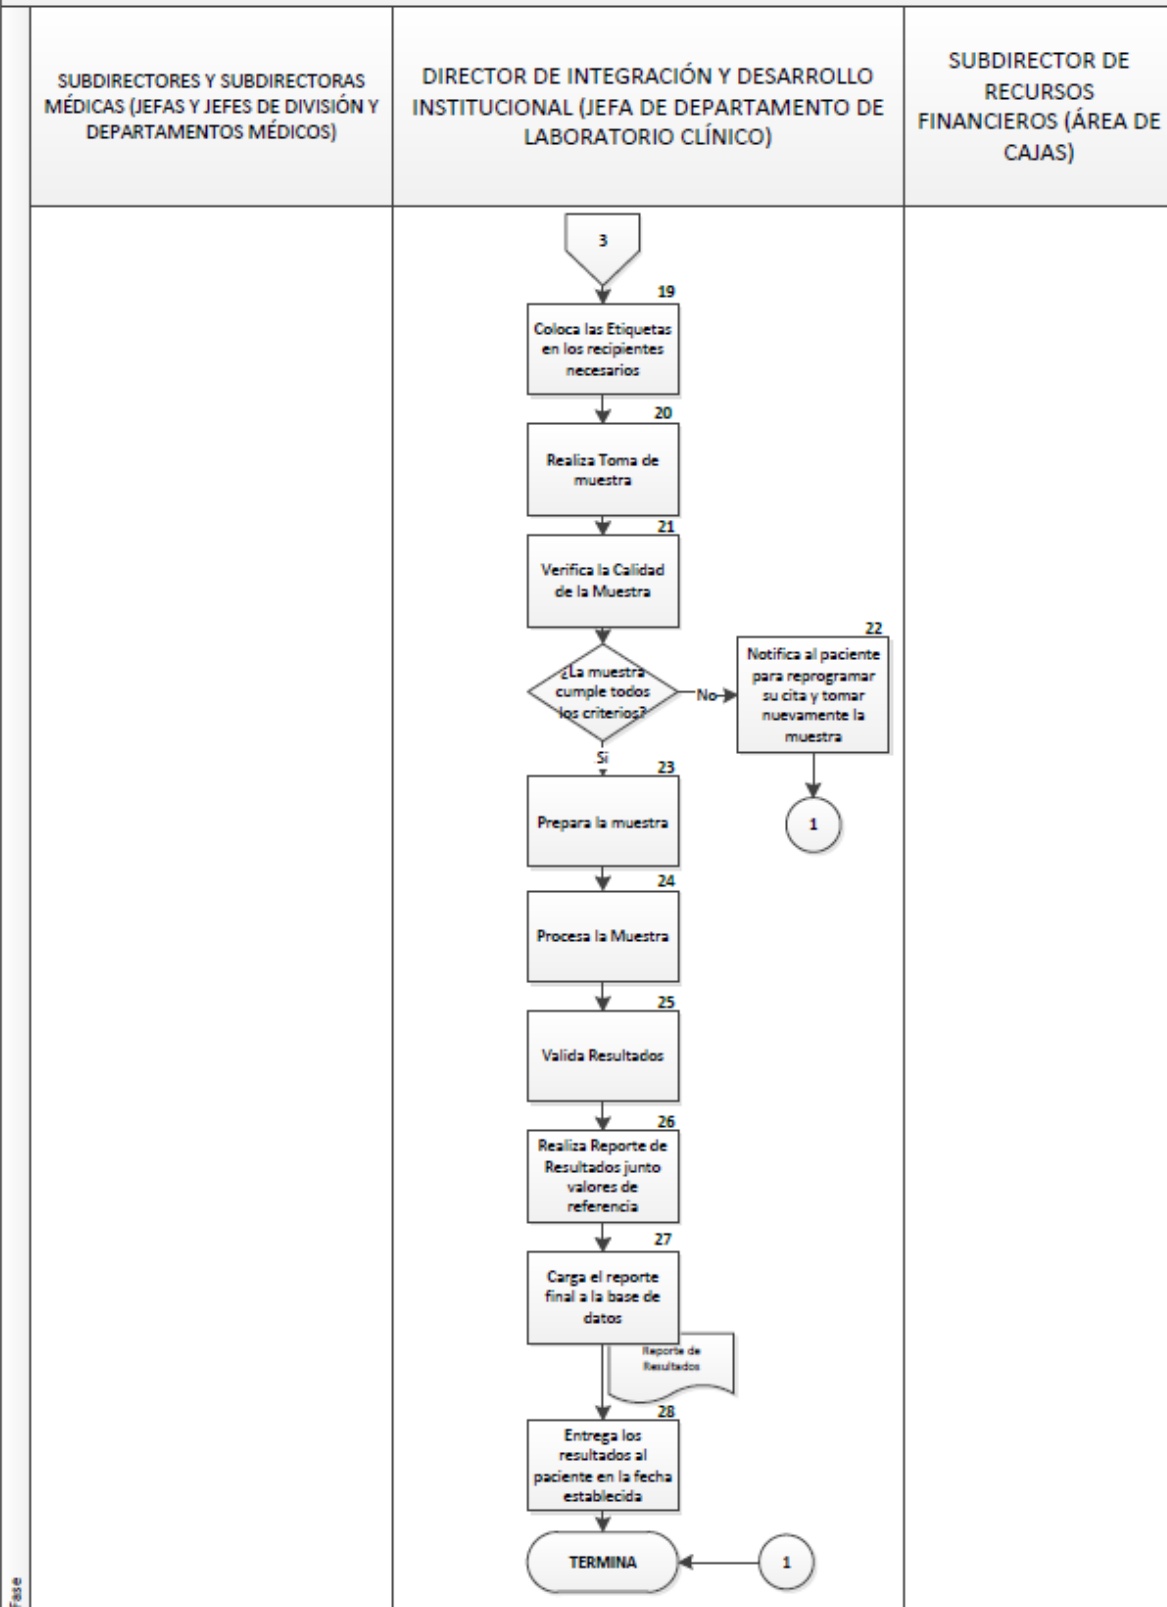 SUBDIRECTORES Y SUBDIRECTORAS
MÉDICAS (JEFAS Y JEFES DE DIVISIÓN Y
DEPARTAMENTOS MÉDICOS)
DIRECTOR DE INTEGRACIÓN Y DESARROLLO
INSTITUCIONAL (JEFA DE DEPARTAMENTO DE
LABORATORIO CLÍNICO)
SUBDIRECTOR DE
RECURSOS
FINANCIEROS (ÁREA DE
CAJAS)
3
19
Coloca las Etiquetas
en los recipientes
necesarios
20
Realiza Toma de
muestra
21
Verifica la Calidad
de la Muestra
¿La muestra
cumple todos
los criterios?
No
22
Notifica al paciente
para reprogramar
su cita y tomar
nuevamente la
muestra
1
Si
23
Prepara la muestra
24
Procesa la Muestra
25
Valida Resultados
26
Realiza Reporte de
Resultados junto
valores de
referencia
27
Carga el reporte
final a la base de
datos
Reporte de
Resultados
28
Entrega los
resultados al
paciente en la fecha
establecida
TERMINA
1
Fase